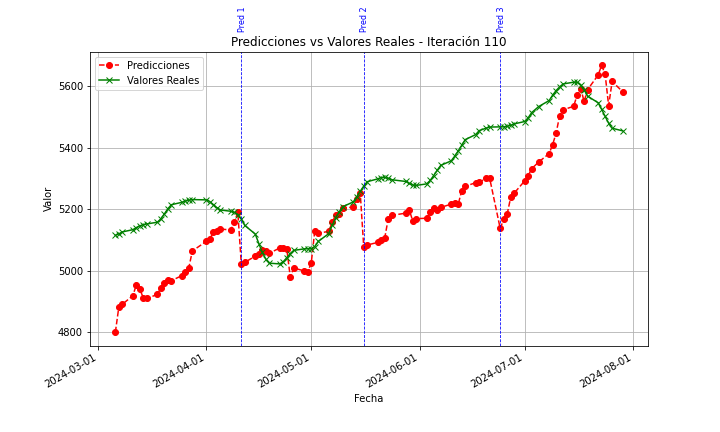 Pred 1
Pred 2
Pred 3
Predicciones vs Valores Reales - Iteración 110
Predicciones
Valores Reales
Valor
5600
5400
5200
5000
4800
2024-03-01
2024-04-01
2024-05-01
2024-06-01
2024-07-01
2024-08-01
Fecha